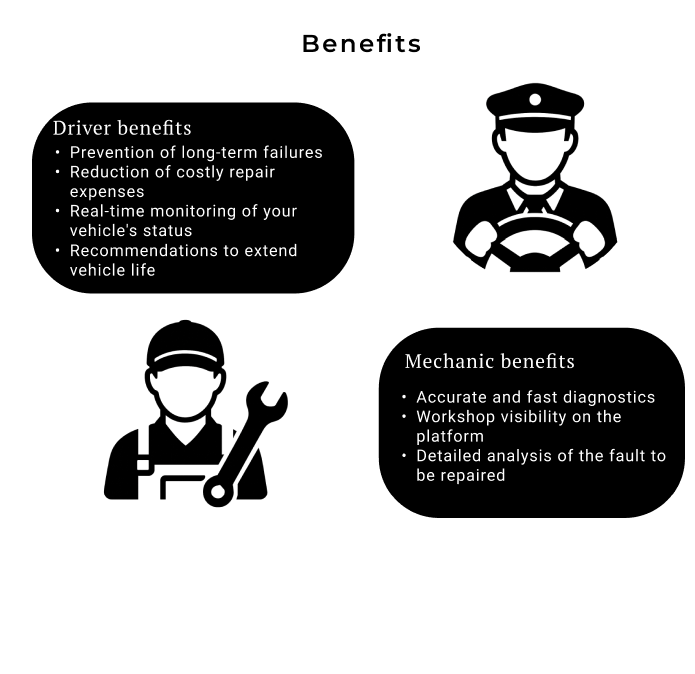 Benefits
Driver benefits
• Prevention of long-term failures
• Reduction of costly repair
expenses
• Real-time monitoring of your
vehicle's status
• Recommendations to extend
vehicle life
Mechanic benefits
• Accurate and fast diagnostics
• Workshop visibility on the
platform
• Detailed analysis of the fault to
be repaired